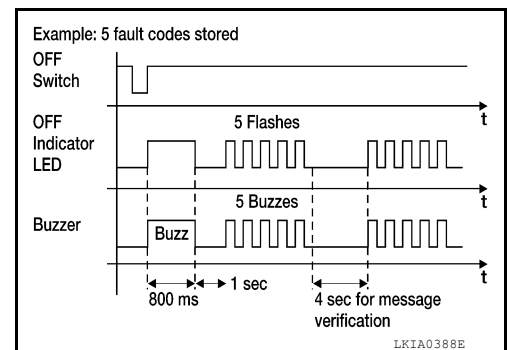 Example: 5 fault codes stored
OFF
Switch
t
OFF
Indicator
LED
5 Flashes
t
5 Buzzes
Buzzer
Buzz
t
800 ms
1 sec
4 sec for message
verification
LKIA0388E